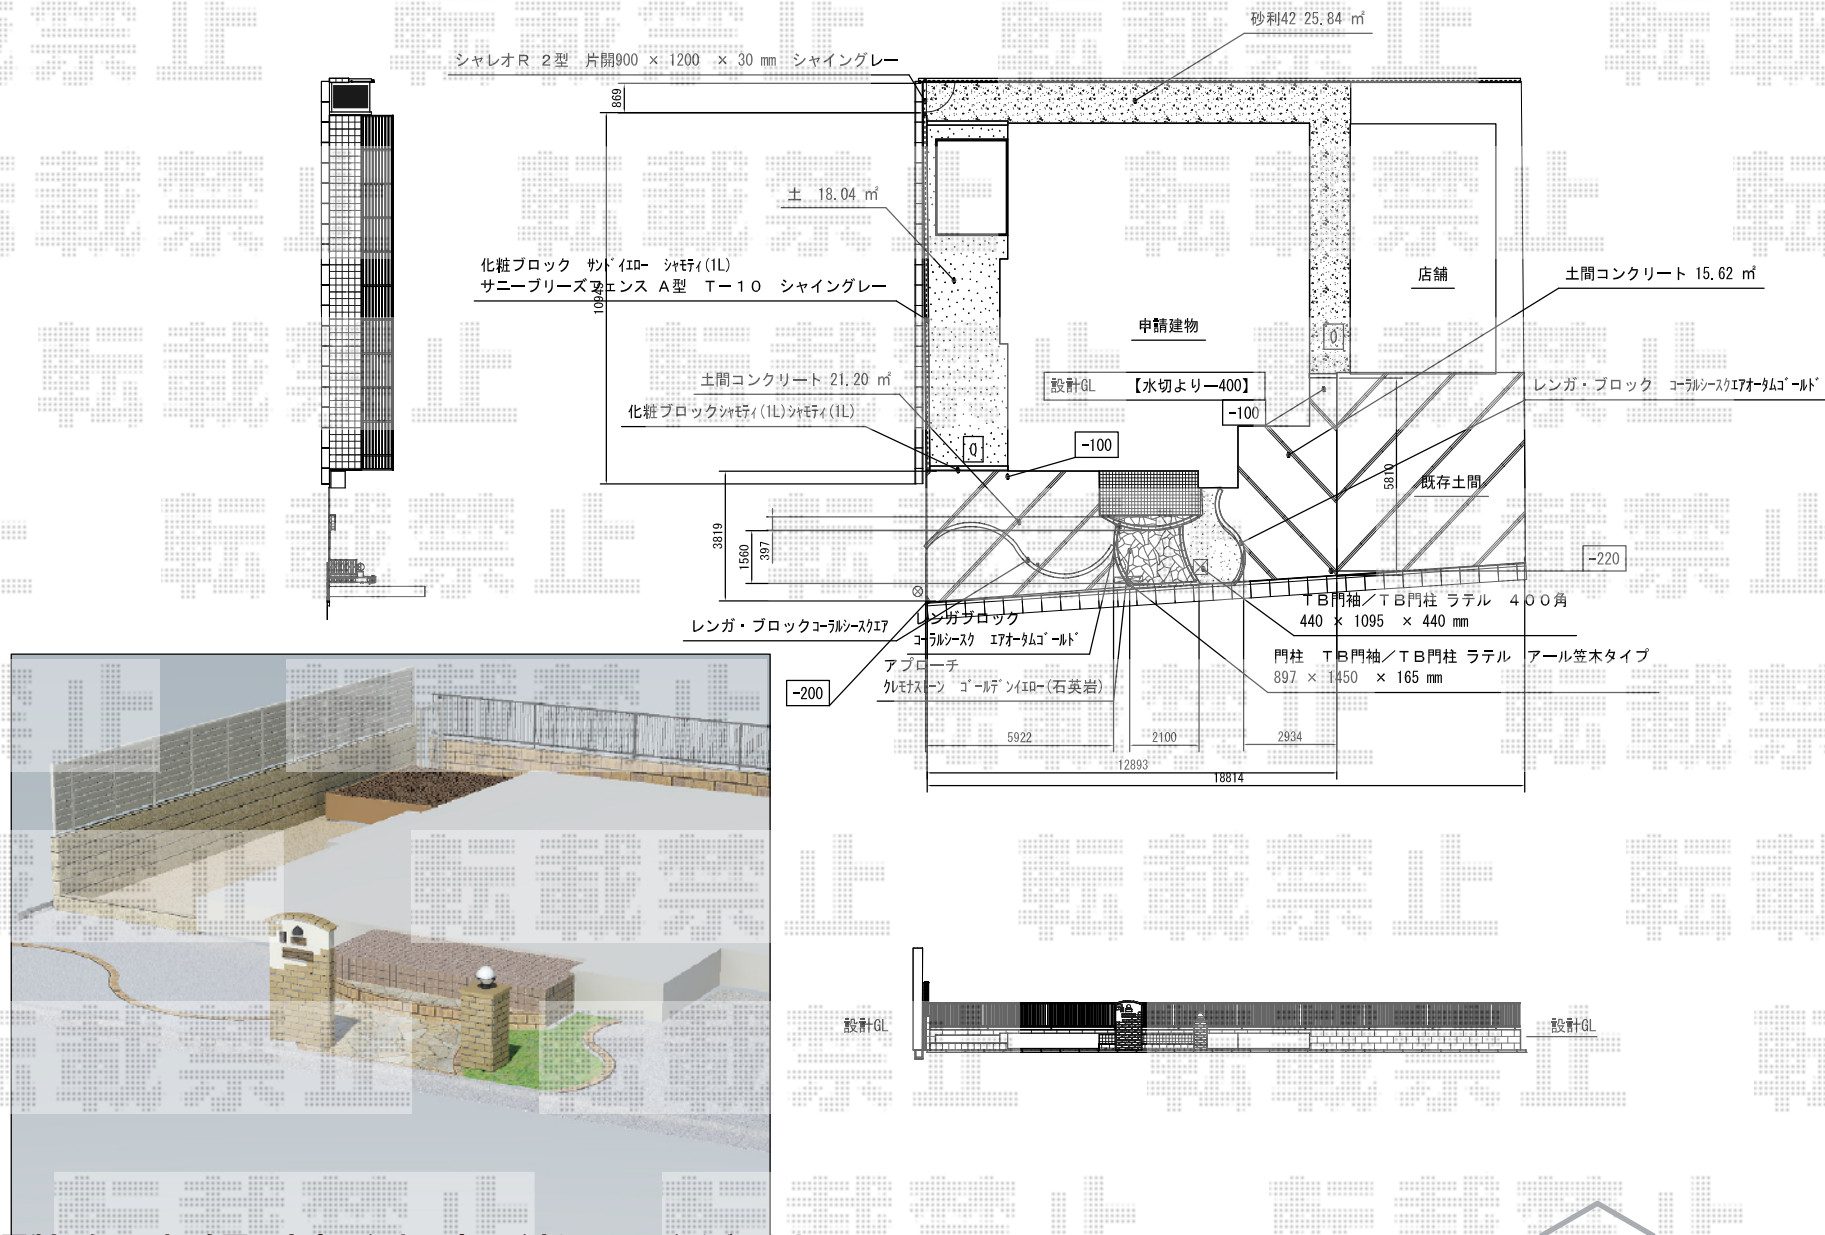 砂利42 25.84 ㎡
シャレオR 2型 片開900 × 1200 × 30 mm シャイングレー
869
土 18.04 ㎡
化粧ブロック サンドイエロー シャモティ(1L)
サニーブリーズフェンス A型 T-10 シャイングレー
店舗
土間コンクリート 15.62 ㎡
申請建物
土間コンクリート 21.20 ㎡
設計GL 【水切より―400】
レンガ・ブロック コーラルシースクエアオータムゴールド
化粧ブロックシャモティ(1L)シャモティ(1L)
-100
-100
5810
既存土間
3819
1560
397
-220
TB門袖/TB門柱 ラテル 400角
440 × 1095 × 440 mm
レンガ・ブロックコーラルシースクエア
レンガブロック
コーラルシースク エアオータムゴールド
門柱 TB門袖/TB門柱 ラテル アール笠木タイプ
897 × 1450 × 165 mm
アプローチ
クレモナストーン ゴールデンイエロー(石英岩)
-200
5922
2100
2934
12893
18814
設計GL
設計GL
転載禁止